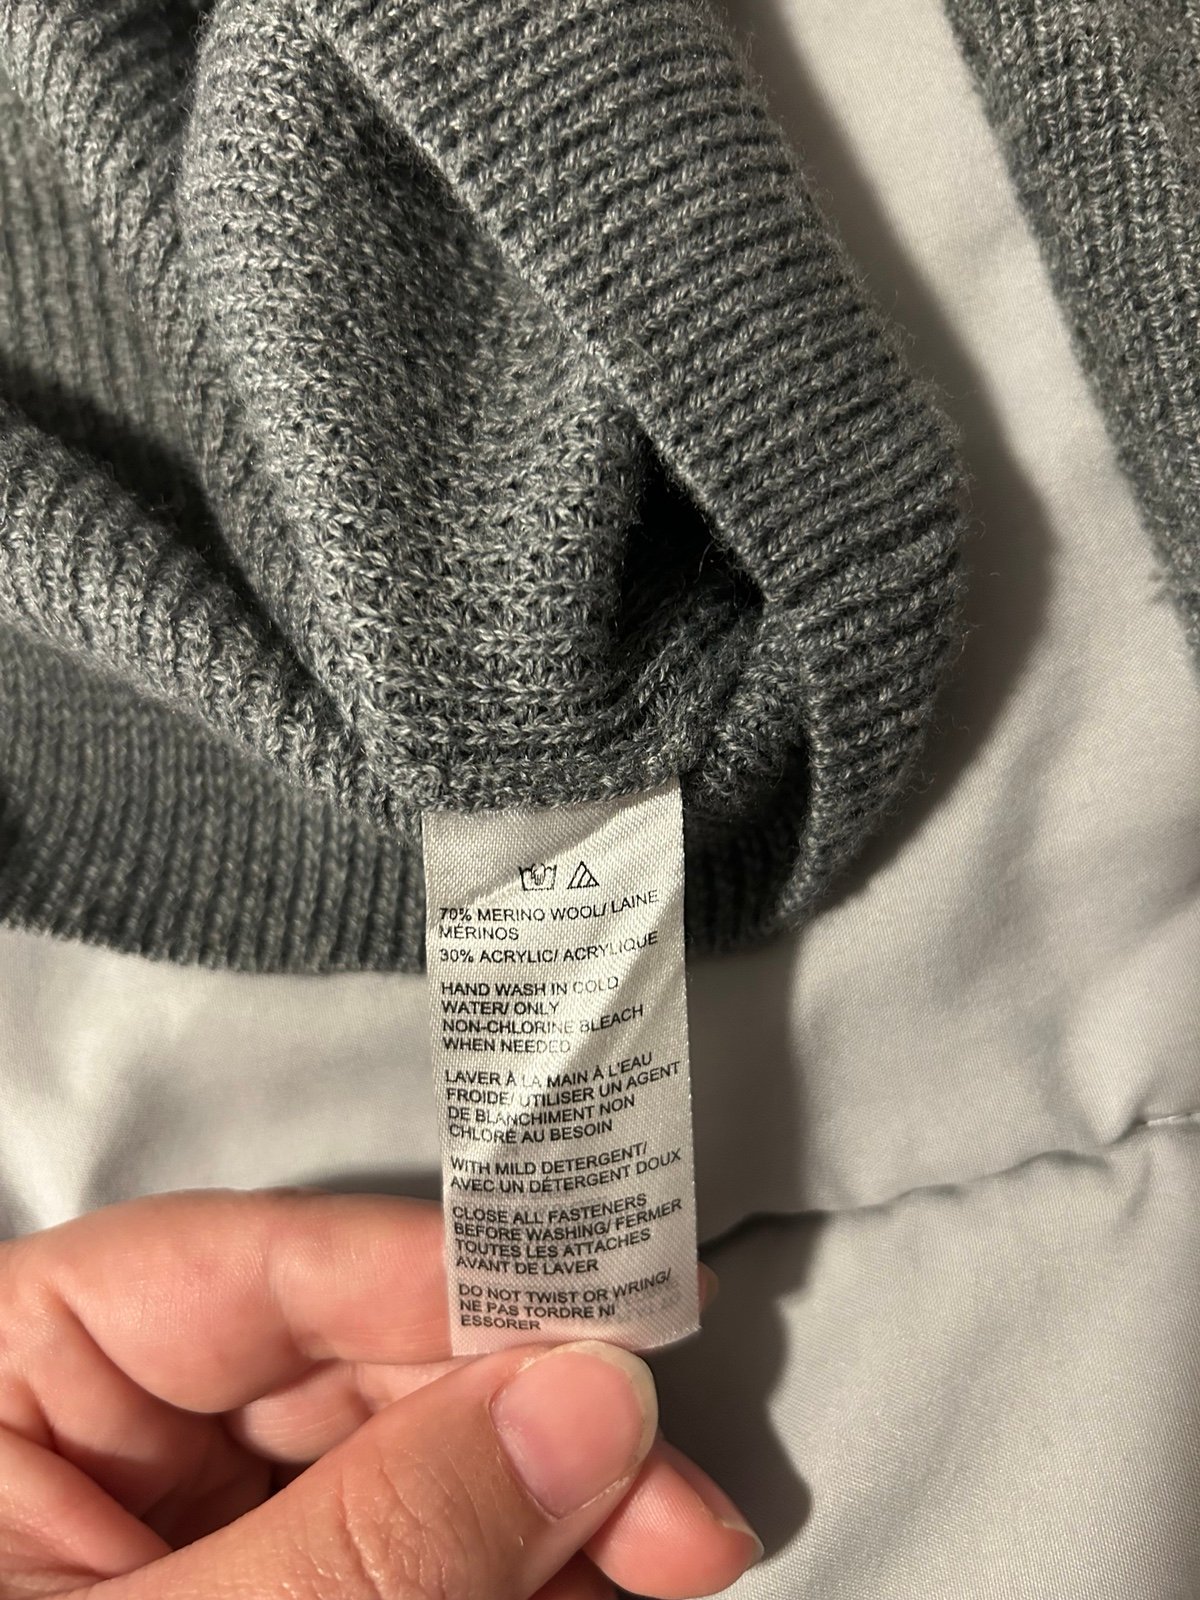 70% MERINO WOOL/ LAINE
MÉRINOS
30% ACRYLIC/ ACRYLIQUE
HAND WASH IN COLD
WATER/ ONLY
NON-CHLORINE BLEACH
WHEN NEEDED
LAVER À LA MAIN À L'EAU
FROIDE/ UTILISER UN AGENT
DE BLANCHIMENT NON
CHLORÉ AU BESOIN
WITH MILD DETERGENT/
AVEC UN DÉTERGENT DOUX
CLOSE ALL FASTENERS
BEFORE WASHING/ FERMER
TOUTES LES ATTACHES
AVANT DE LAVER
DO NOT TWIST OR WRING/
NE PAS TORDRE NI
ESSORER